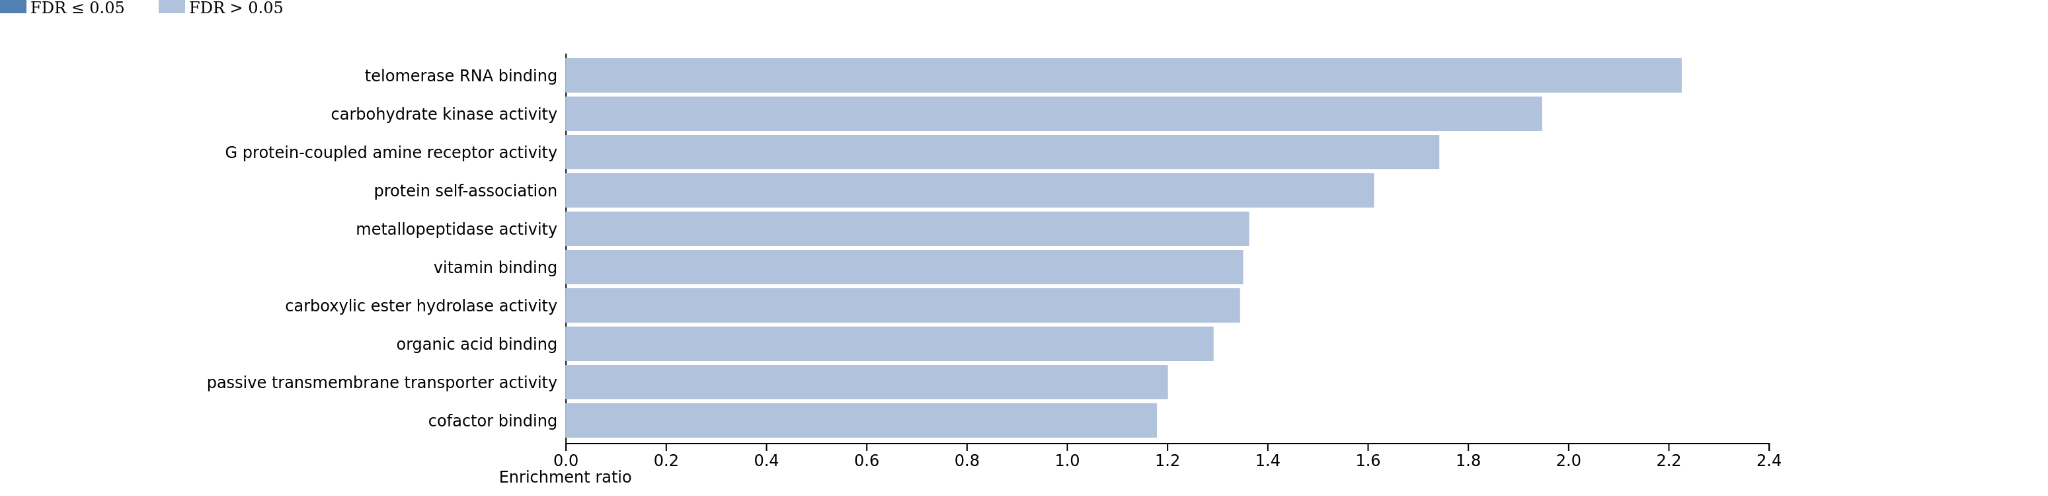 FDR ≤ 0.05 FDR > 0.05
telomerase RNA binding
carbohydrate kinase activity
G protein-coupled amine receptor activity
protein self-association
metallopeptidase activity
vitamin binding
carboxylic ester hydrolase activity
organic acid binding
passive transmembrane transporter activity
cofactor binding
0.0 0.2 0.4 0.6 0.8 1.0 1.2 1.4 1.6 1.8 2.0 2.2 2.4
Enrichment ratio